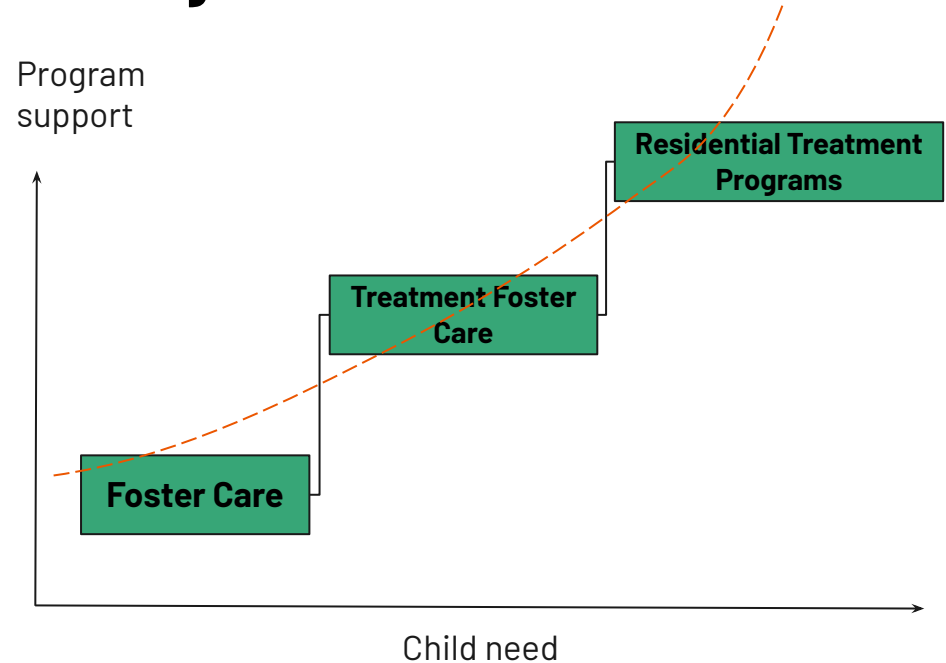 Program
support
Residential Treatment
Programs
Treatment Foster
Care
Foster Care
Child need